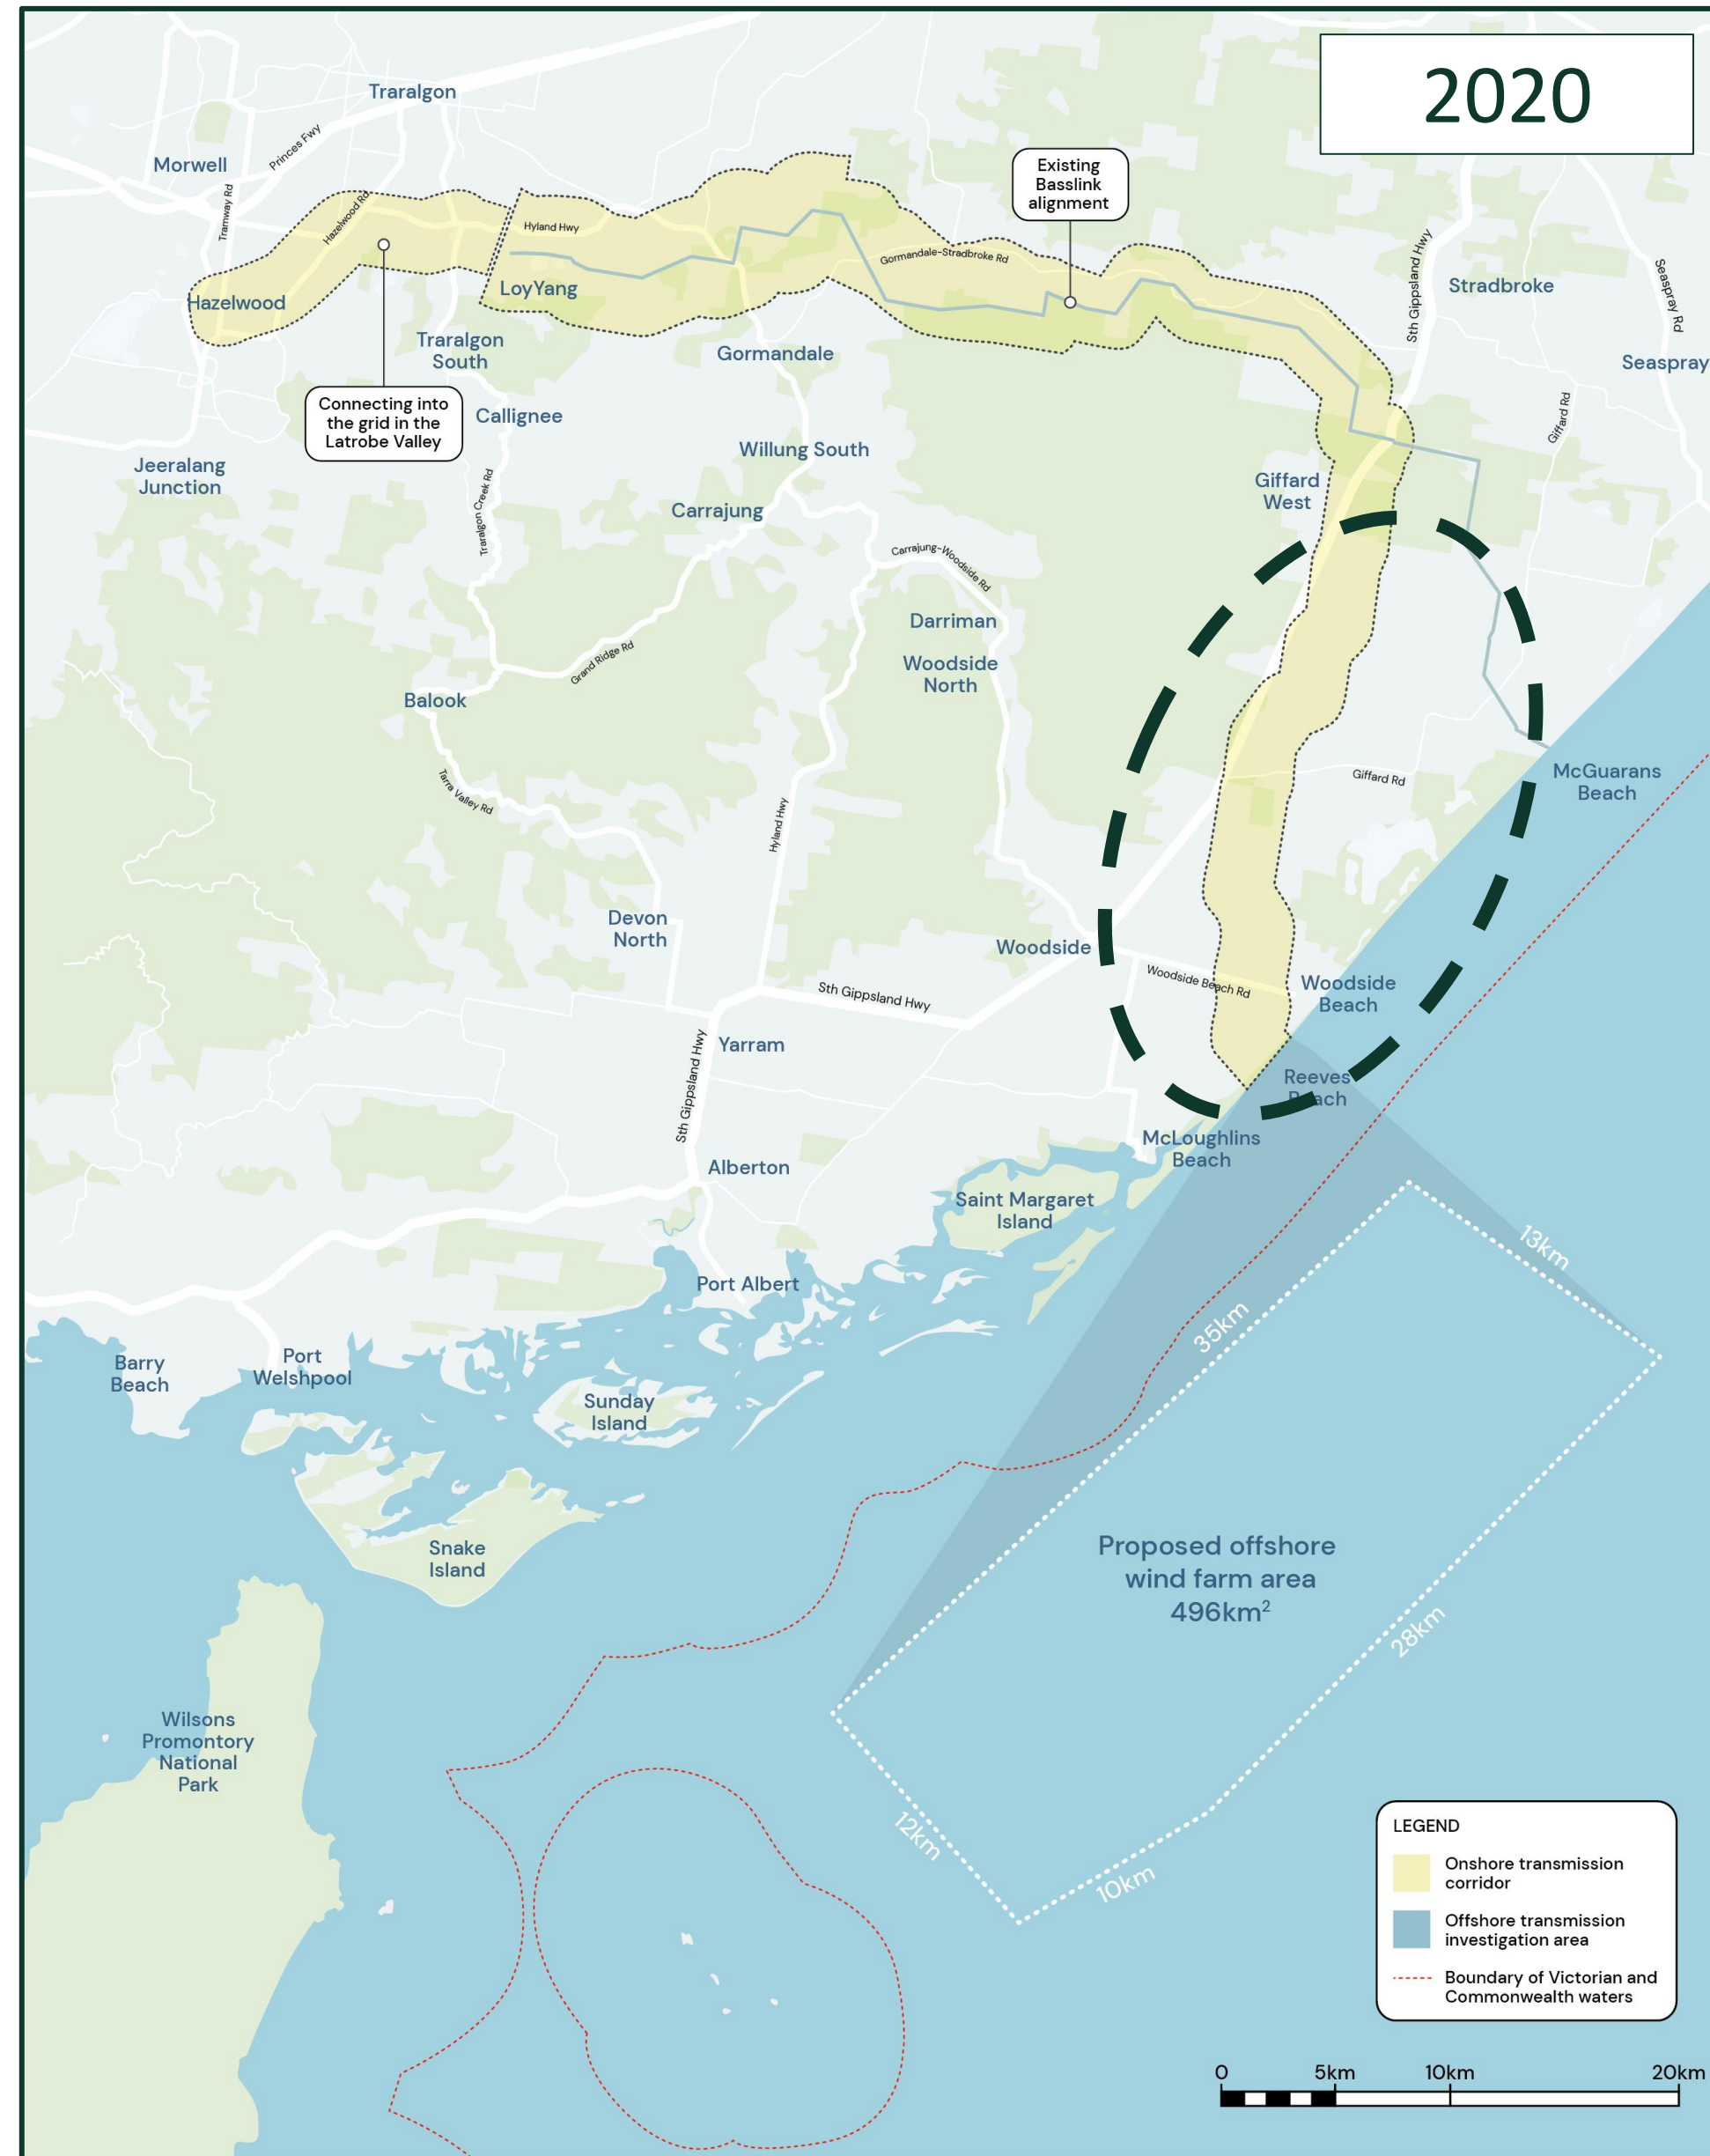 2020
Traralgon
Morwell
Princes Fwy
Tramway Rd
Hazelwood Rd
Existing
Basslink
alignment
Hyland Hwy
Gormandale-Stradbroke Rd
Sth Gippsland Hwy
Stradbroke
Seaspray Rd
Seaspray
Hazelwood
LoyYang
Traralgon
South
Gormandale
Connecting into
the grid in the
Latrobe Valley
Callignee
Giffard Rd
Jeeralang
Junction
Willung South
Giffard
West
Carrajung
Traralgon Creek Rd
Carrajung-Woodside Rd
Darriman
Woodside
North
Grand Ridge Rd
Balook
Tarra Valley Rd
Hyland Hwy
Giffard Rd
McGuarans
Beach
Devon
North
Woodside
Woodside Beach Rd
Woodside
Beach
Sth Gippsland Hwy
Yarram
Sth Gippsland Hwy
Reeves
Beach
McLoughlins
Beach
Alberton
Saint Margaret
Island
Port Albert
13km
35km
Barry
Beach
Port
Welshpool
Sunday
Island
Snake
Island
Proposed offshore
wind farm area
496km²
28km
Wilsons
Promontory
National
Park
12km
10km
LEGEND
Onshore transmission
corridor
Offshore transmission
investigation area
Boundary of Victorian and
Commonwealth waters
0 5km 10km 20km